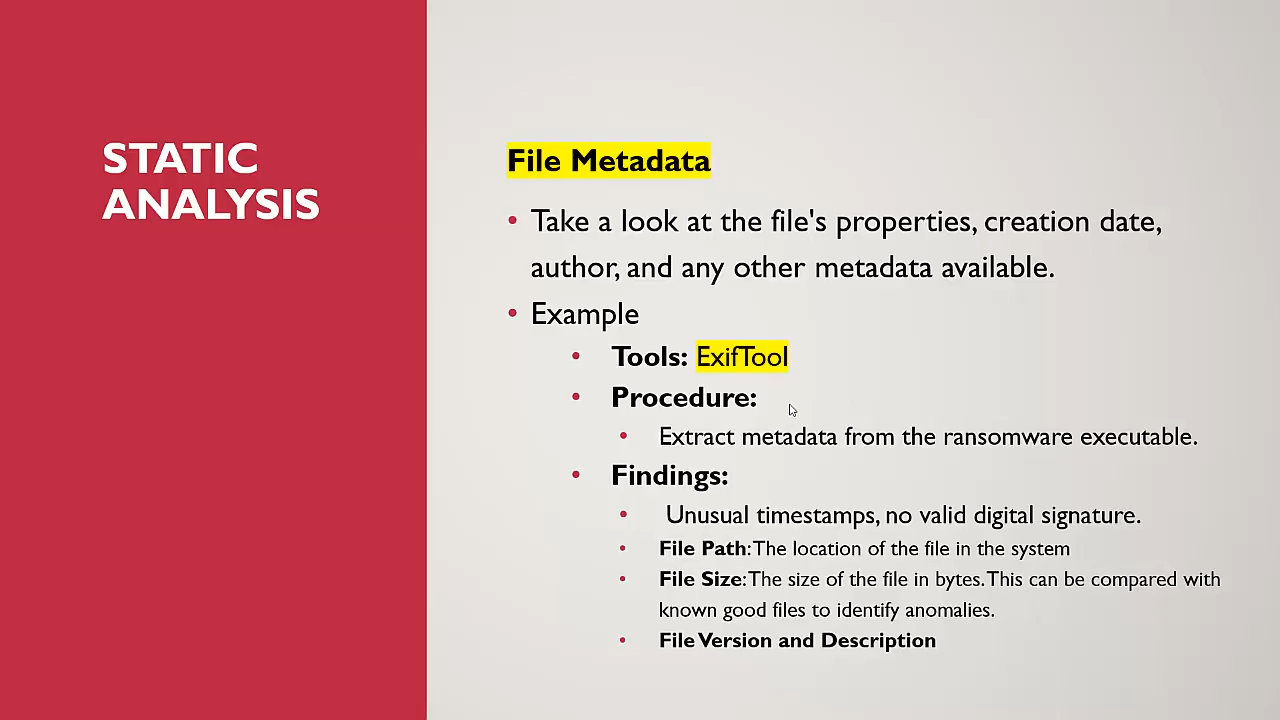 STATIC
ANALYSIS
File Metadata
• Take a look at the file's properties, creation date,
author, and any other metadata available.
• Example
• Tools: ExifTool
• Procedure:
• Extract metadata from the ransomware executable.
• Findings:
• Unusual timestamps, no valid digital signature.
• File Path: The location of the file in the system
• File Size: The size of the file in bytes. This can be compared with
known good files to identify anomalies.
• File Version and Description